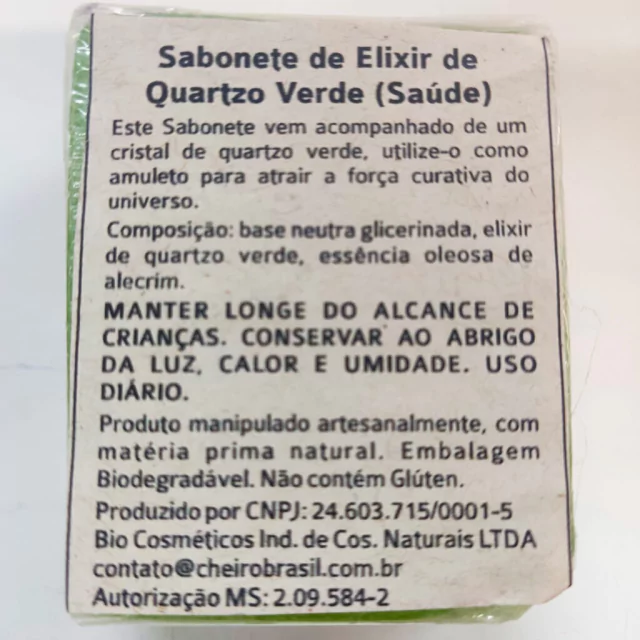 Sabonete de Elixir de
Quartzo Verde (Saúde)
Este Sabonete vem acompanhado de um
cristal de quartzo verde, utilize-o como
amuleto para atrair a força curativa do
universo.
Composição: base neutra glicerinada, elixir
de quartzo verde, essência oleosa de
alecrim.
MANTER LONGE DO ALCANCE DE
CRIANÇAS. CONSERVAR AO ABRIGO
DA LUZ, CALOR E UMIDADE. USO
DIÁRIO.
Produto manipulado artesanalmente, com
matéria prima natural. Embalagem
Biodegradável. Não contém Glúten.
Produzido por CNPJ: 24.603.715/0001-5
Bio Cosméticos Ind. de Cos. Naturais LTDA
contato@cheirobrasil.com.br
Autorização MS: 2.09.584-2